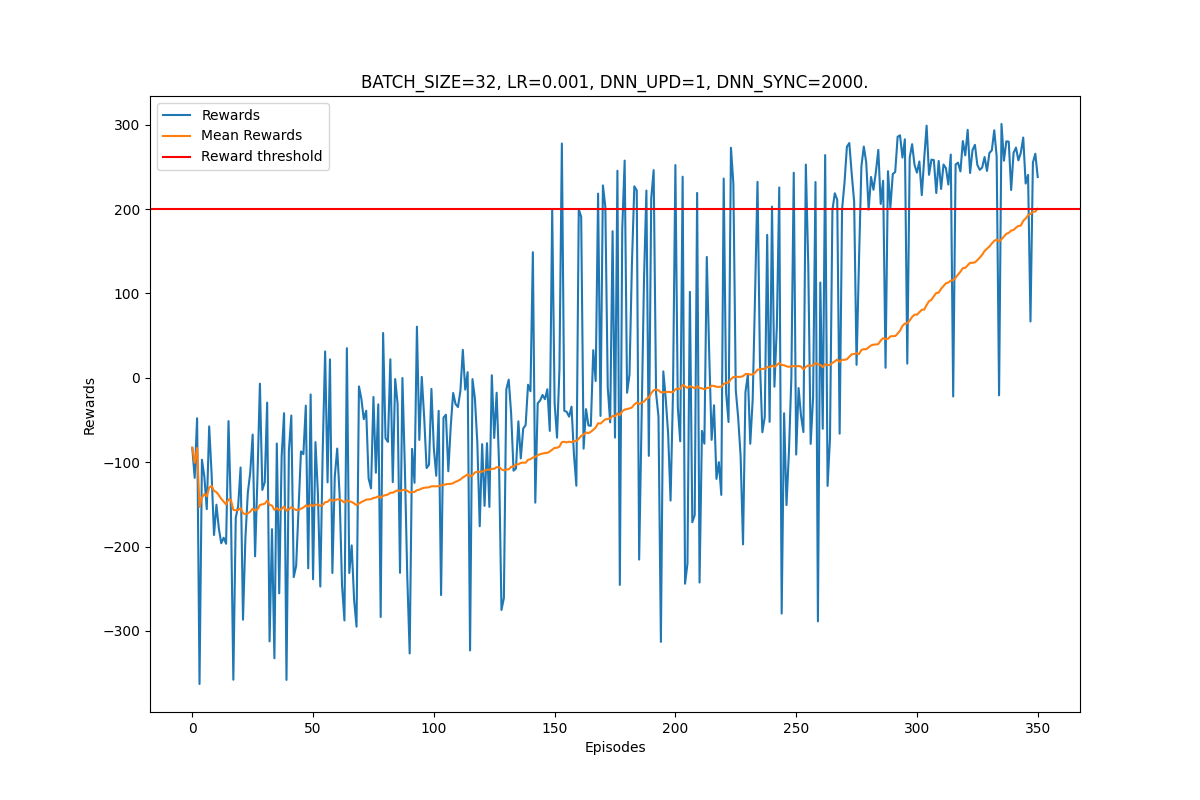 BATCH_SIZE=32, LR=0.001, DNN_UPD=1, DNN_SYNC=2000.
Rewards
Mean Rewards
Reward threshold
300
200
100
0
−100
−200
−300
Rewards
0
50
100
150
200
250
300
350
Episodes